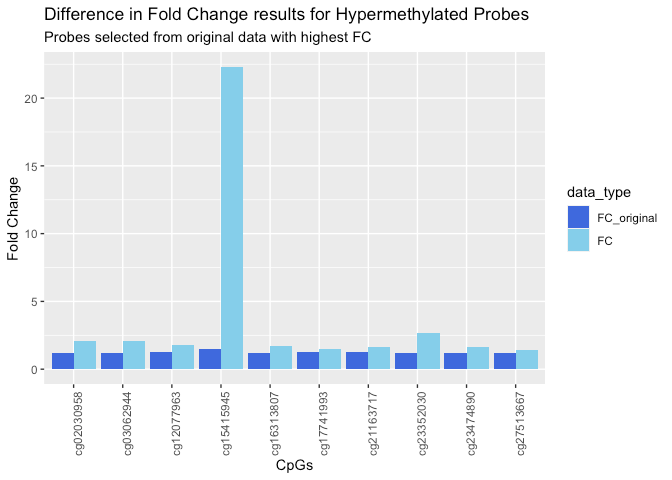 Difference in Fold Change results for Hypermethylated Probes
Probes selected from original data with highest FC
20
15
10
5
0
Fold Change
cg02030958
cg03062944
cg12077963
cg15415945
cg16313807
cg17741993
cg21163717
cg23352030
cg23474890
cg27513667
CpGs
data_type
FC_original
FC